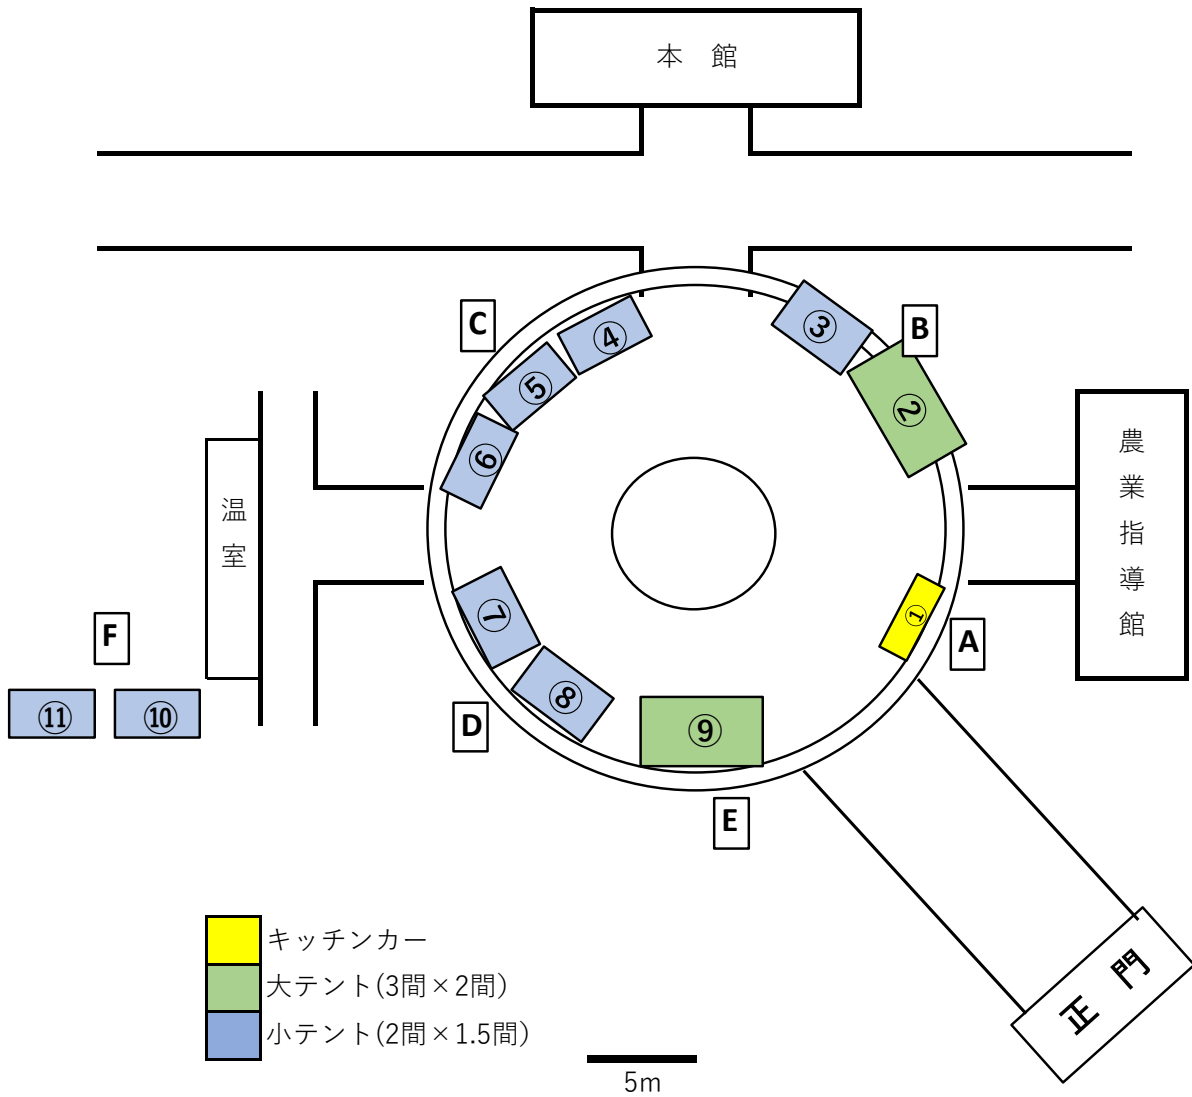 本 館
C
B
③
④
⑤
②
⑥
農業指導館
温室
①
⑦
F
A
⑧
⑪
⑩
D
⑨
E
キッチンカー
大テント(3間×2間)
小テント(2間×1.5間)
正 門
5m